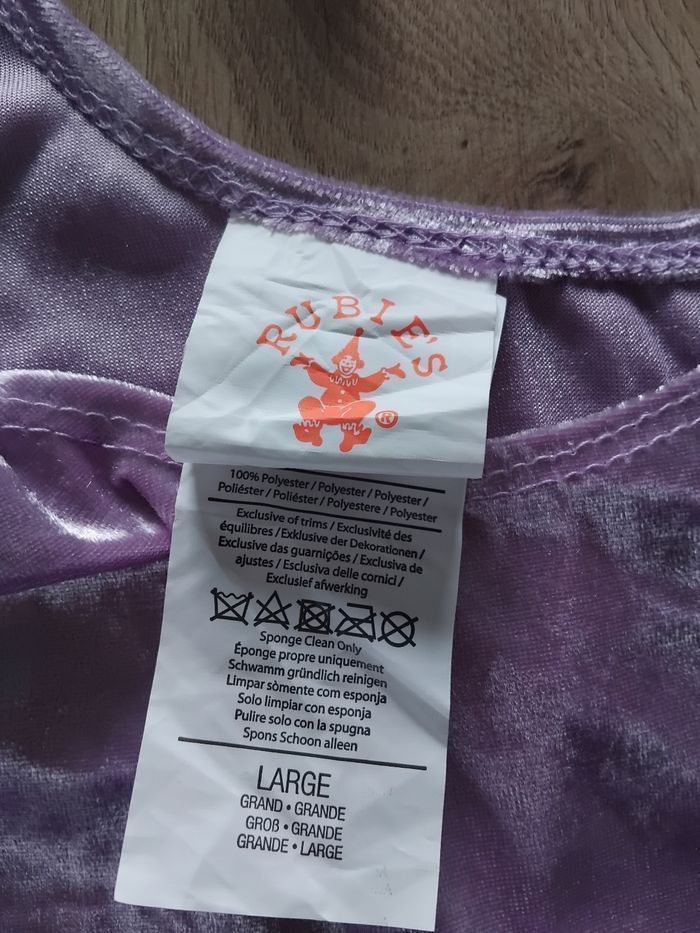 RUBIE'S
®
100% Polyester / Polyester / Polyester /
Poliéster / Poliéster / Polyestere / Polyester
Exclusive of trims / Exclusivité des
équilibres / Exklusive der Dekorationen /
Exclusive das guarnições / Exclusiva de
ajustes / Esclusiva delle cornici /
Exclusief afwerking
Sponge Clean Only
Éponge propre uniquement
Schwamm gründlich reinigen
Limpar sòmente com esponja
Solo limpiar con esponja
Pulire solo con la spugna
Spons Schoon alleen
LARGE
GRAND • GRANDE
GROß • GRANDE
GRANDE • LARGE